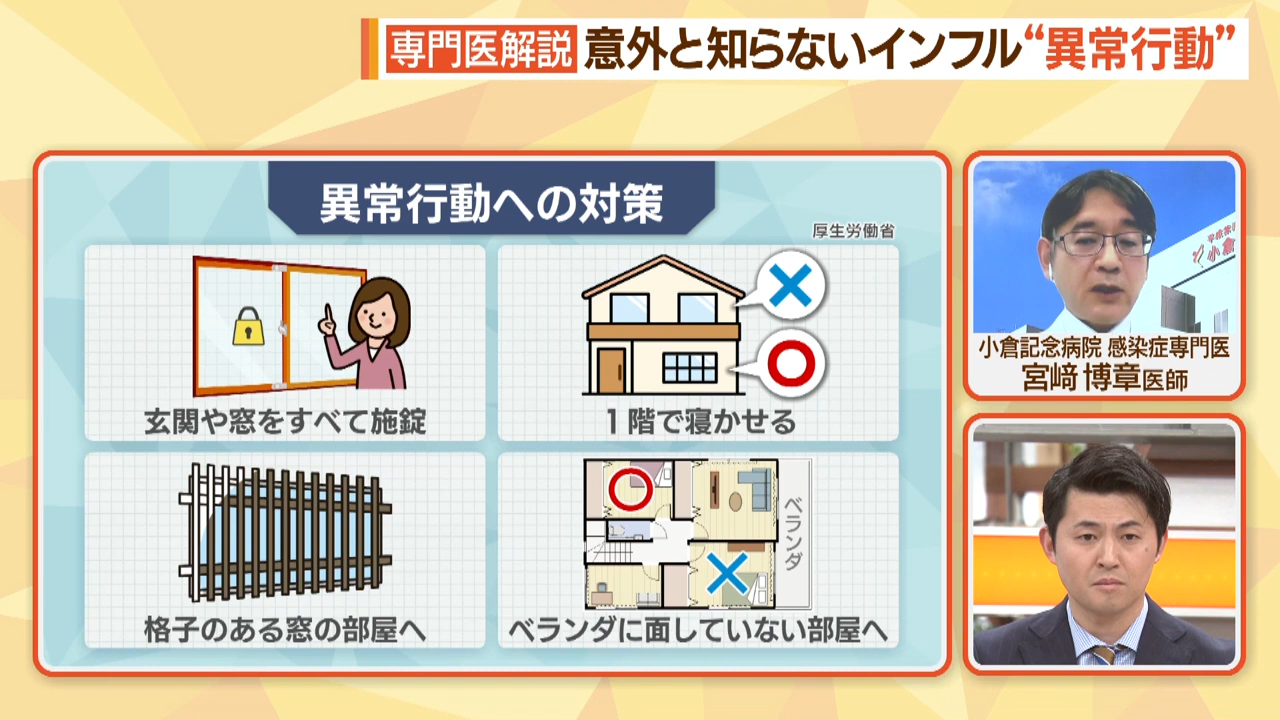 専門医解説 意外と知らないインフル“異常行動”
異常行動への対策
厚生労働省
玄関や窓をすべて施錠
1階で寝かせる
格子のある窓の部屋へ
ベランダ
ベランダに面していない部屋へ
小倉
小倉記念病院 感染症専門医
宮﨑 博章医師